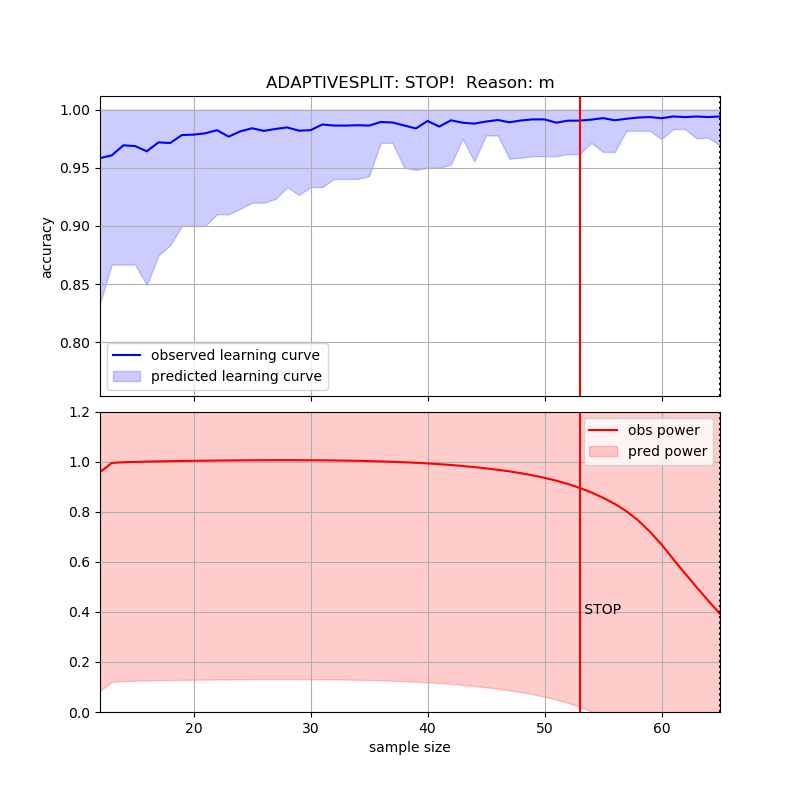 ADAPTIVESPLIT: STOP!  Reason: m
1.00
0.95
0.90
0.85
0.80
accuracy
observed learning curve
predicted learning curve
1.2
1.0
0.8
0.6
0.4
0.2
0.0
obs power
pred power
STOP
20 30 40 50 60
sample size